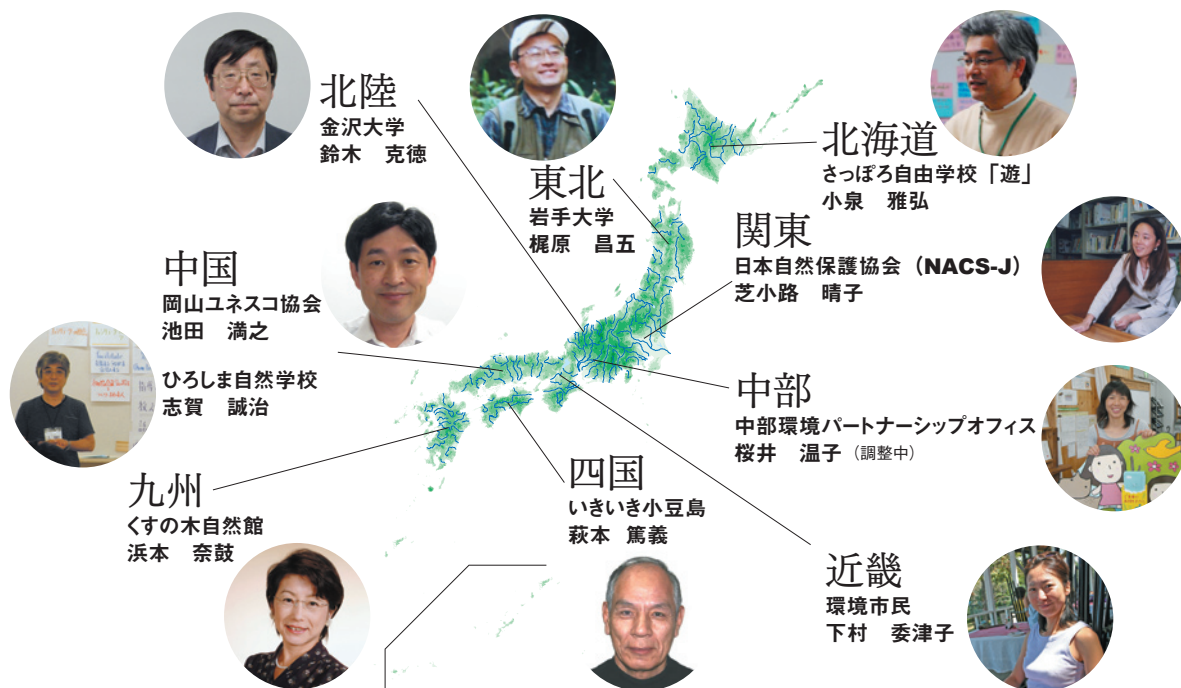 北陸
金沢大学
鈴木 克徳
東北
岩手大学
梶原 昌五
北海道
さっぽろ自由学校「遊」
小泉 雅弘
関東
日本自然保護協会(NACS-J)
芝小路 晴子
中国
岡山ユネスコ協会
池田 満之
ひろしま自然学校
志賀 誠治
中部
中部環境パートナーシップオフィス
桜井 温子(調整中)
九州
くすの木自然館
浜本 奈鼓
四国
いきいき小豆島
萩本 篤義
近畿
環境市民
下村 委津子